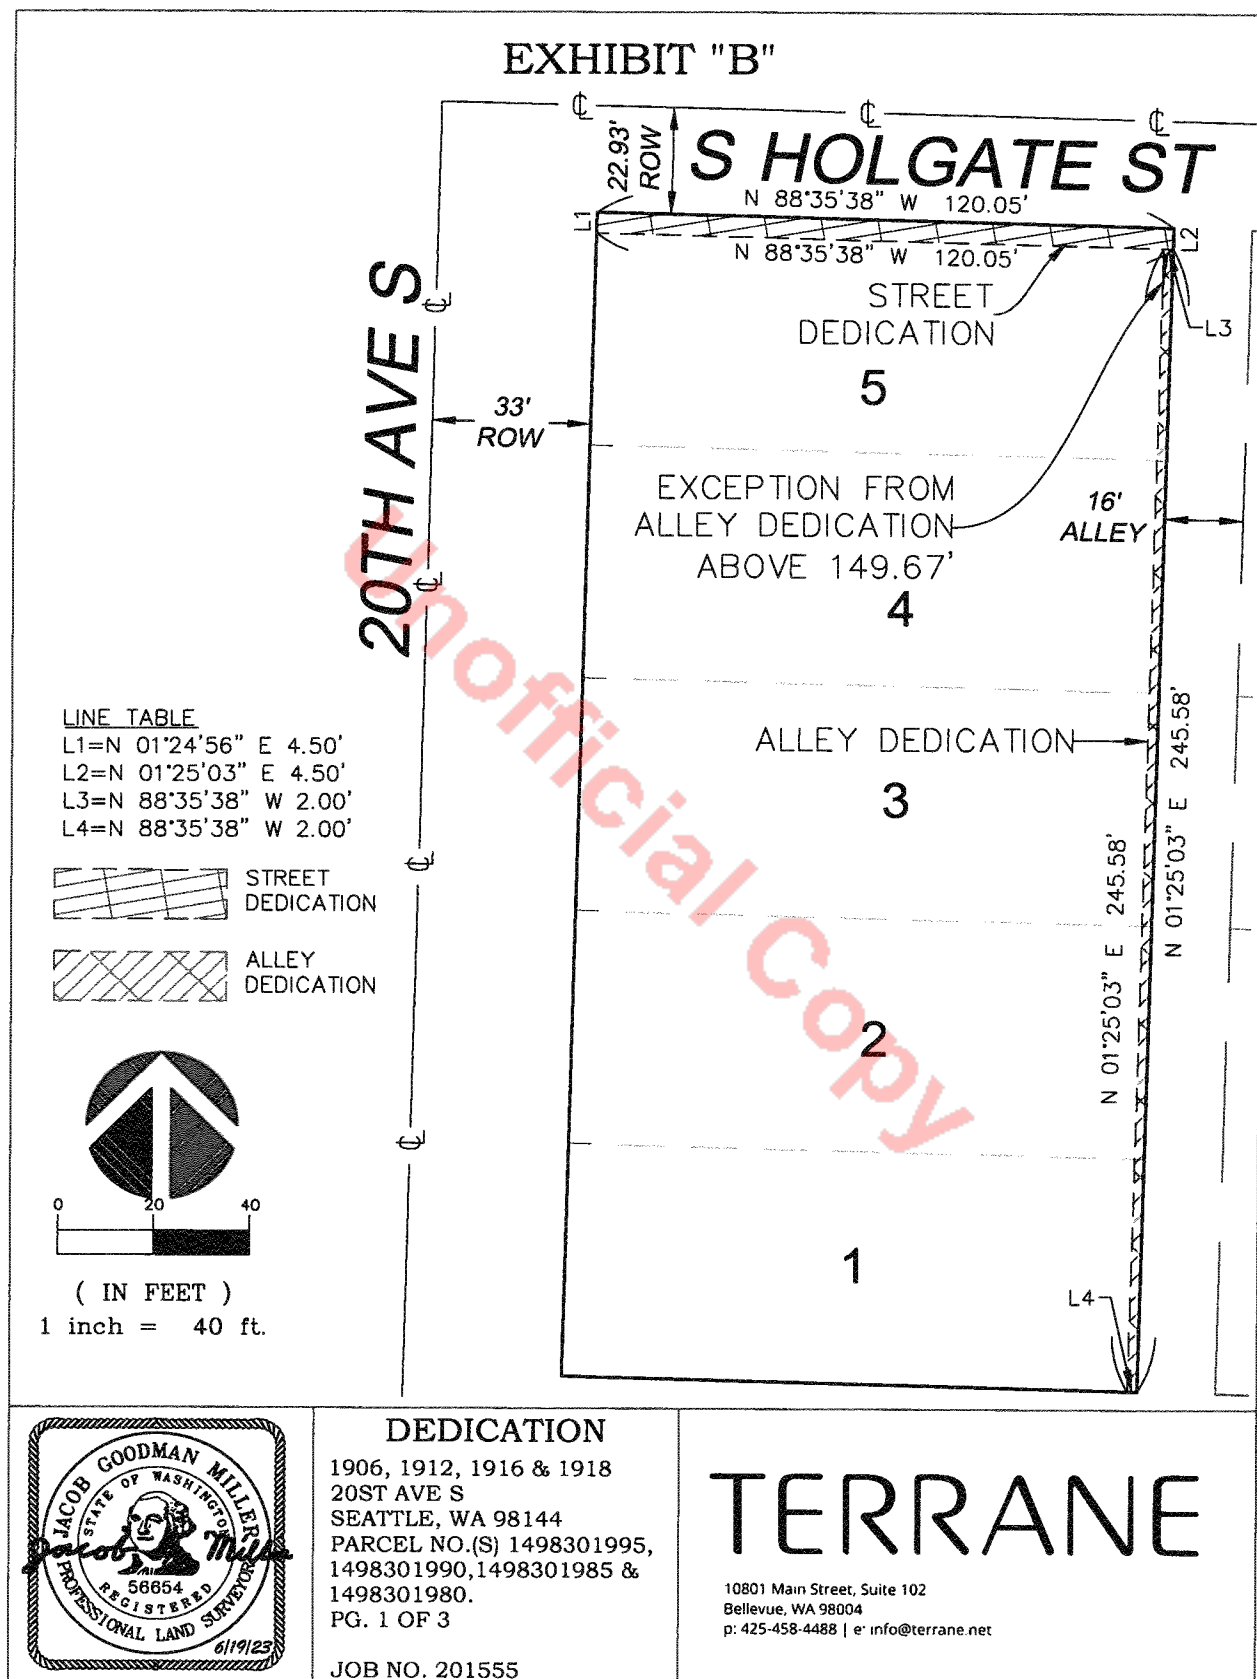 EXHIBIT "B"
℄ ℄ ℄
22.93'
ROW
S HOLGATE ST
N 88°35'38" W 120.05'
L1
L2
N 88°35'38" W 120.05'
20TH AVE S
℄
STREET
DEDICATION
L3
5
33'
ROW
EXCEPTION FROM
ALLEY DEDICATION
ABOVE 149.67'
16'
ALLEY
℄
4
Unofficial Copy
LINE TABLE
L1=N 01°24'56" E 4.50'
L2=N 01°25'03" E 4.50'
L3=N 88°35'38" W 2.00'
L4=N 88°35'38" W 2.00'
ALLEY DEDICATION
3
N 01°25'03" E 245.58'
N 01°25'03" E 245.58'
℄
STREET
DEDICATION
ALLEY
DEDICATION
2
℄
0 20 40
( IN FEET )
1 inch = 40 ft.
1
L4
JACOB GOODMAN MILLER
STATE OF WASHINGTON
Jacob Miller
56654
REGISTERED
PROFESSIONAL LAND SURVEYOR
6/19/23
DEDICATION
1906, 1912, 1916 & 1918
20ST AVE S
SEATTLE, WA 98144
PARCEL NO.(S) 1498301995,
1498301990,1498301985 &
1498301980.
PG. 1 OF 3
JOB NO. 201555
TERRANE
10801 Main Street, Suite 102
Bellevue, WA 98004
p: 425-458-4488 | e: info@terrane.net